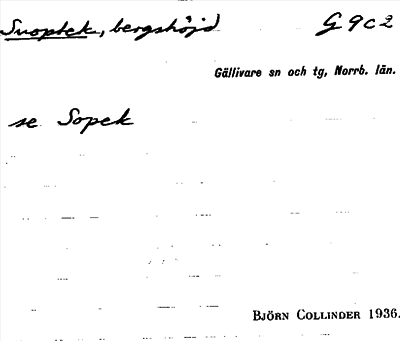 Snoptek, bergshöjd G 9 c 2
Gällivare sn och tg, Norrb. län.
se Sopek
BJÖRN COLLINDER 1936.